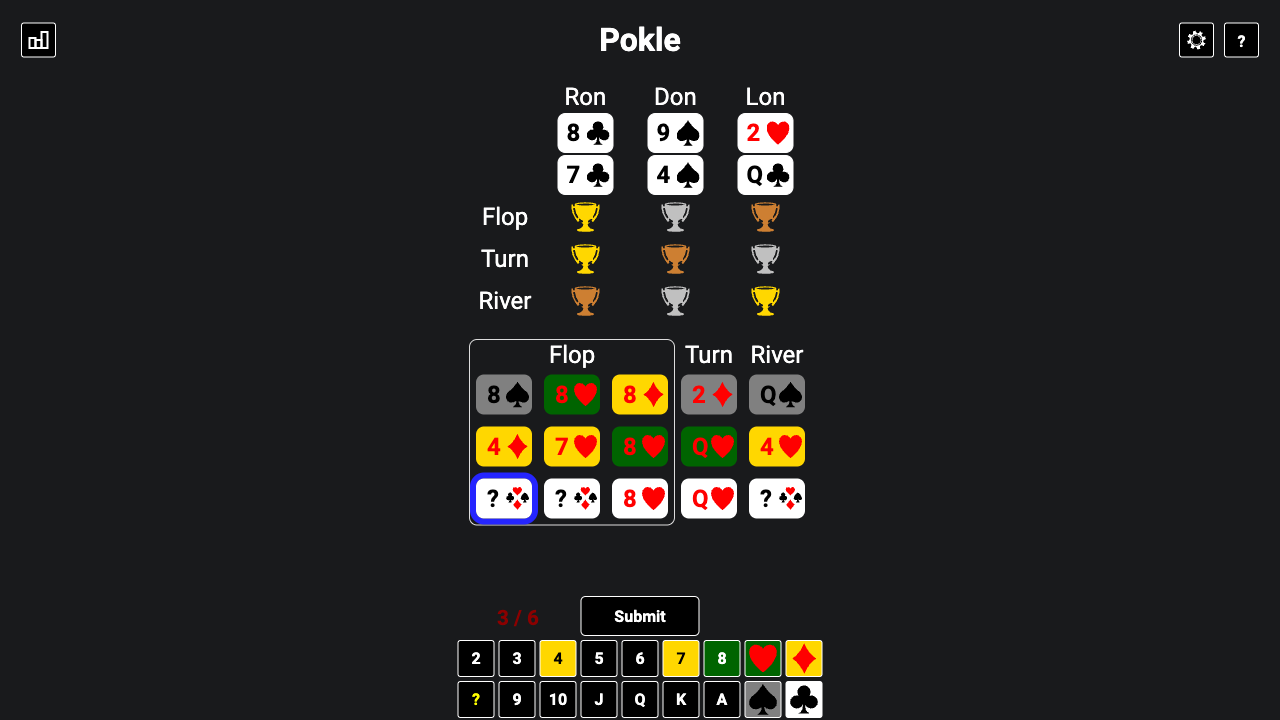 Pokle
?
Ron Don Lon
8 9 2
7 4 Q
Flop
Turn
River
Flop Turn River
8 8 8 2 Q
4 7 8 Q 4
? ? 8 Q ?
3 / 6 Submit
2 3 4 5 6 7 8
? 9 10 J Q K A